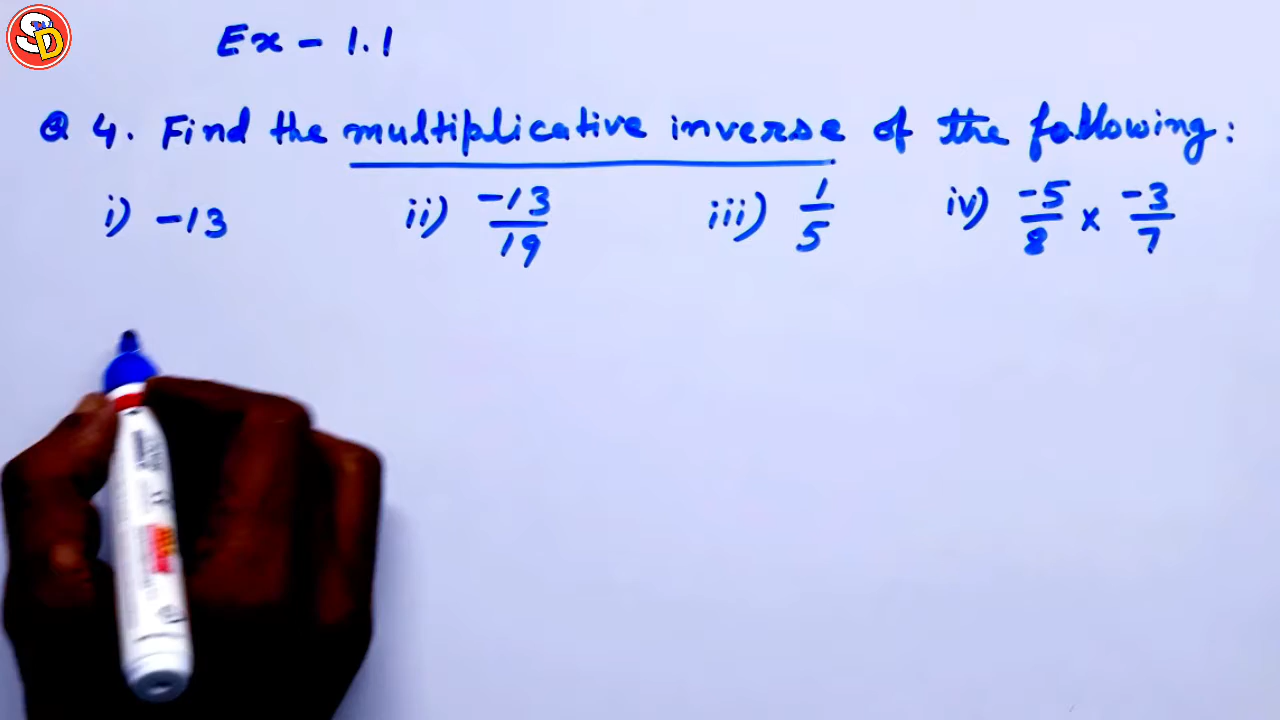 SD
Ex - 1.1
Q 4. Find the multiplicative inverse of the following:
i) -13 ii) -13/19 iii) 1/5 iv) -5/8 x -3/7